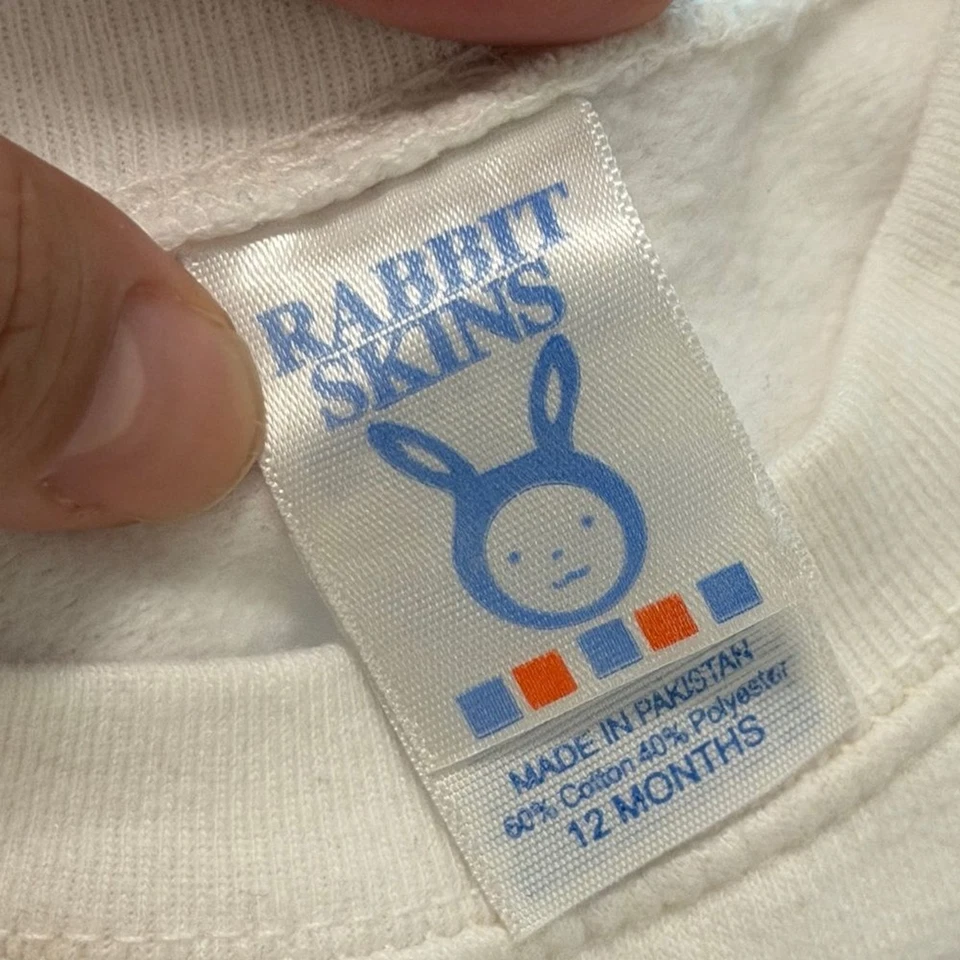 RABBIT
SKINS
MADE IN PAKISTAN
60% Cotton 40% Polyester
12 MONTHS